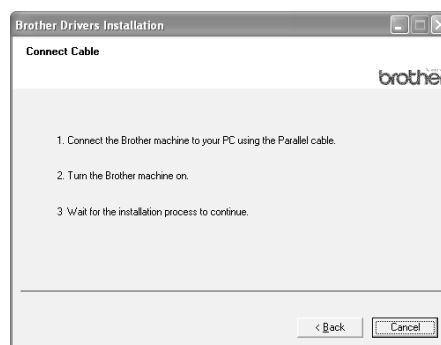 Brother Drivers Installation
Connect Cable
brother
1. Connect the Brother machine to your PC using the Parallel cable.
2. Turn the Brother machine on.
3 Wait for the installation process to continue.
< Back
Cancel